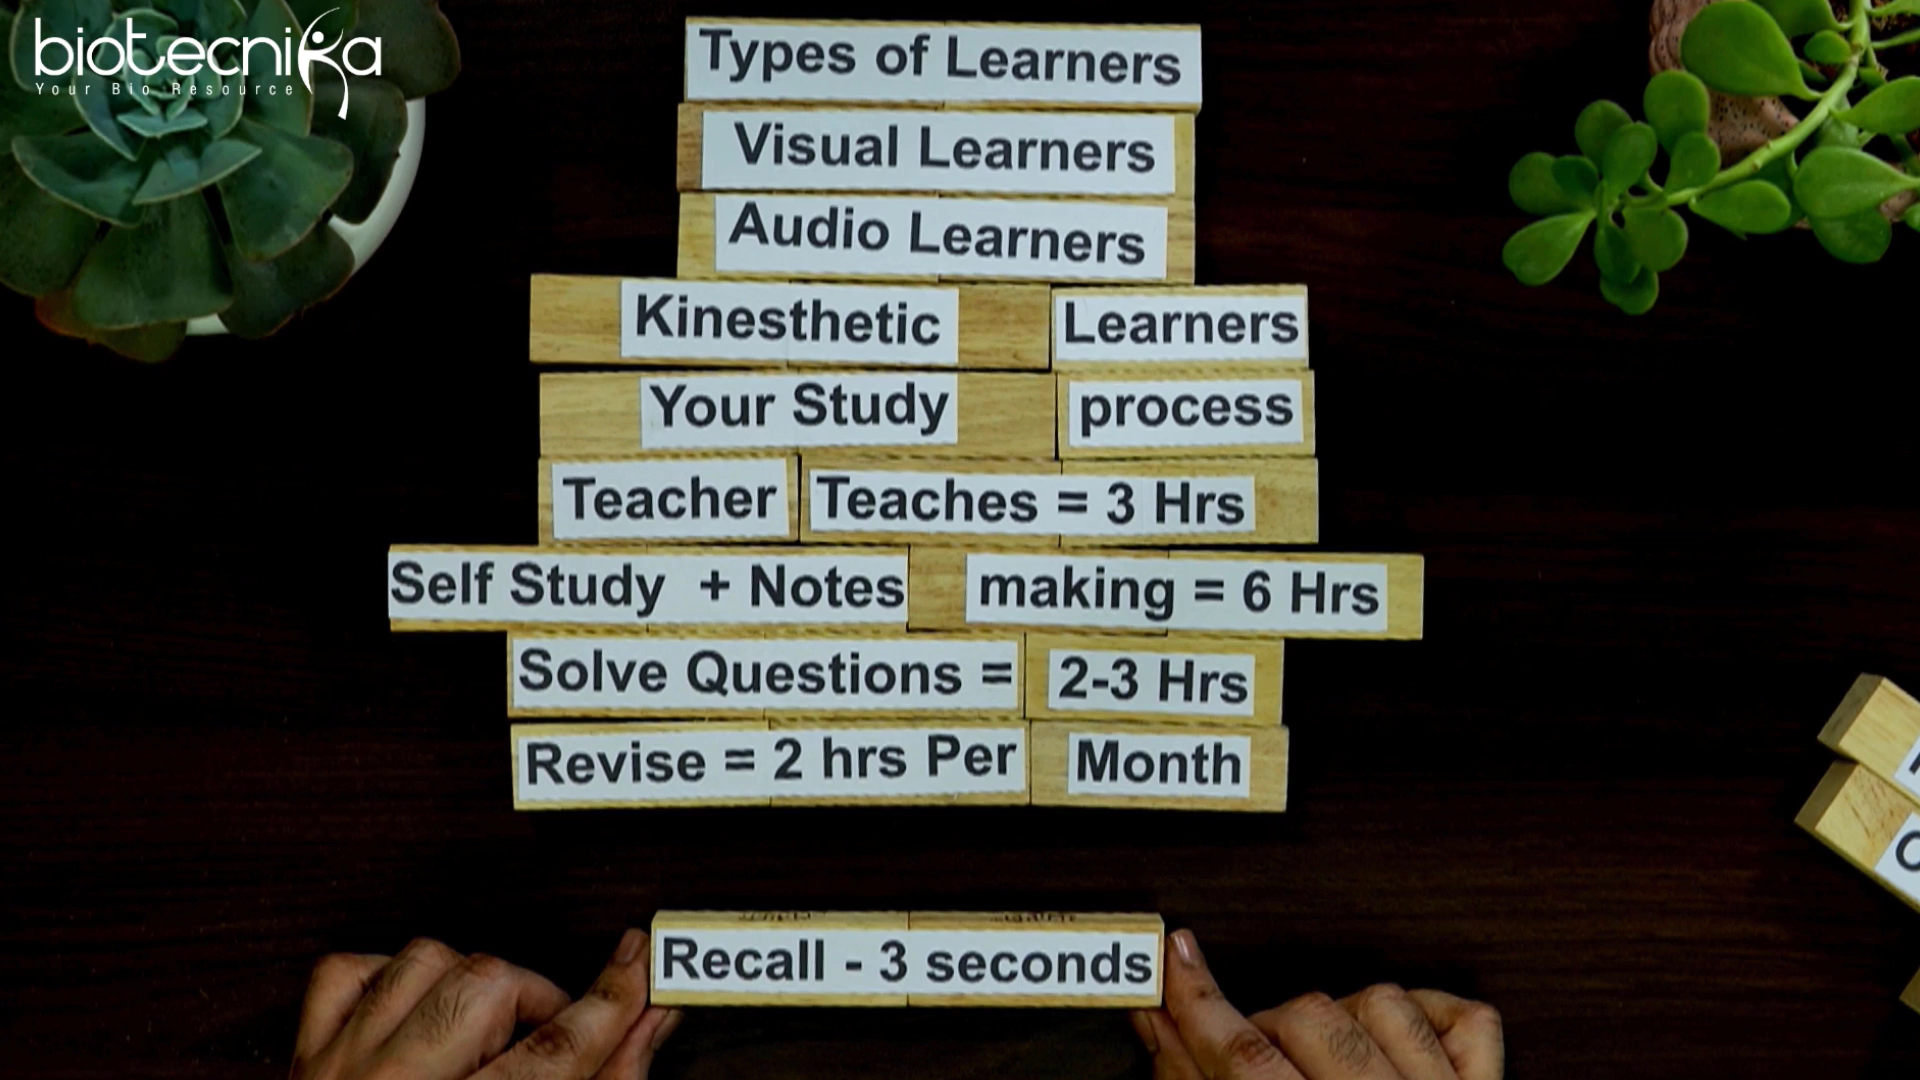 biotecnika
Your Bio Resource
Types of Learners
Visual Learners
Audio Learners
Kinesthetic Learners
Your Study process
Teacher Teaches = 3 Hrs
Self Study + Notes making = 6 Hrs
Solve Questions = 2-3 Hrs
Revise = 2 hrs Per Month
Recall - 3 seconds